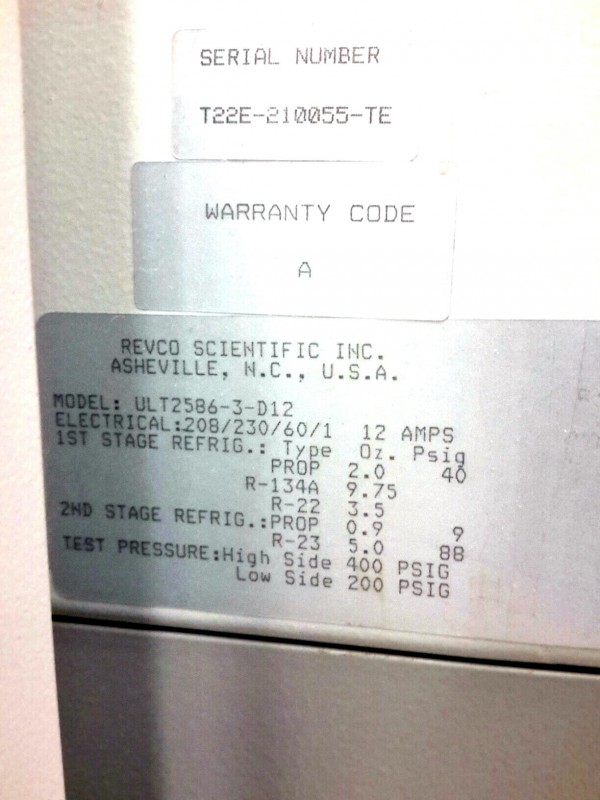 SERIAL NUMBER
T22E-210055-TE
WARRANTY CODE
A
REVCO SCIENTIFIC INC.
ASHEVILLE, N.C., U.S.A.
MODEL: ULT2586-3-D12
ELECTRICAL:208/230/60/1 12 AMPS
1ST STAGE REFRIG.: Type Oz. Psig
PROP 2.0 40
R-134A 9.75
R-22 3.5
2ND STAGE REFRIG.:PROP 0.9 9
R-23 5.0 88
TEST PRESSURE:High Side 400 PSIG
Low Side 200 PSIG